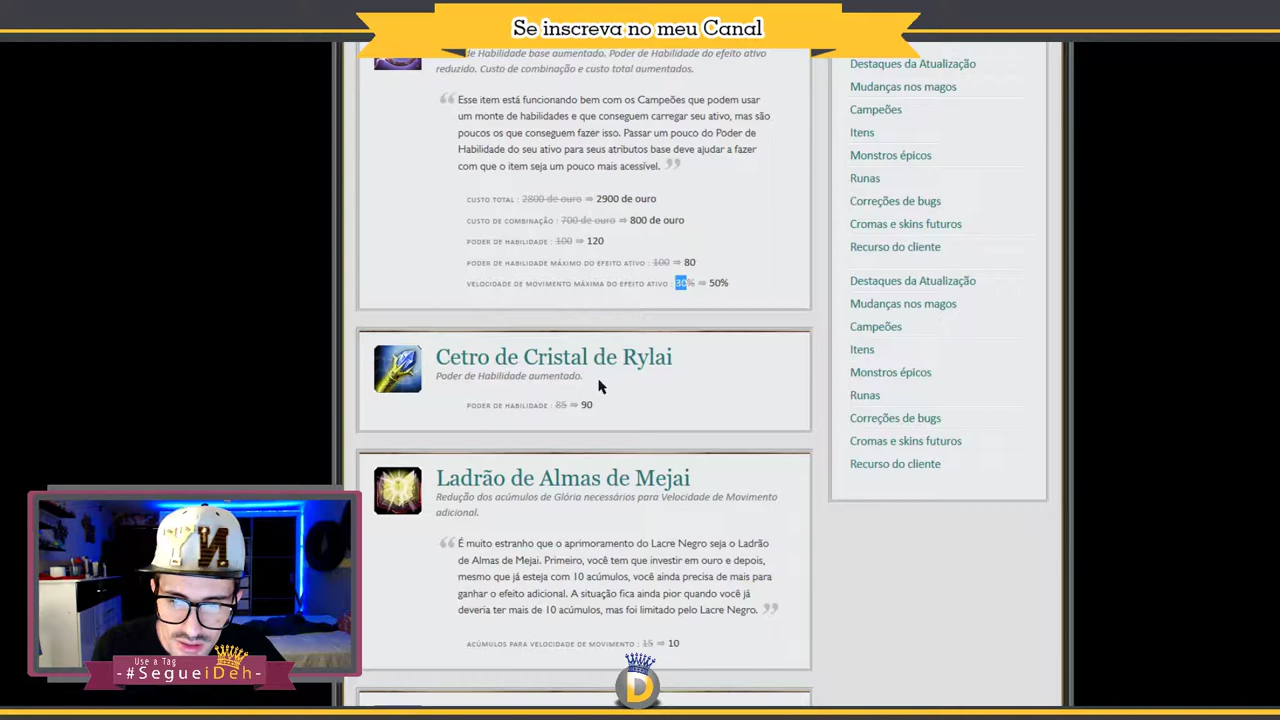 Se inscreva no meu Canal
de Habilidade base aumentado. Poder de Habilidade do efeito ativo
reduzido. Custo de combinação e custo total aumentados.
Esse item está funcionando bem com os Campeões que podem usar
um monte de habilidades e que conseguem carregar seu ativo, mas são
poucos os que conseguem fazer isso. Passar um pouco do Poder de
Habilidade do seu ativo para seus atributos base deve ajudar a fazer
com que o item seja um pouco mais acessível.
CUSTO TOTAL : 2800 de ouro ⇒ 2900 de ouro
CUSTO DE COMBINAÇÃO : 700 de ouro ⇒ 800 de ouro
PODER DE HABILIDADE : 100 ⇒ 120
PODER DE HABILIDADE MÁXIMO DO EFEITO ATIVO : 100 ⇒ 80
VELOCIDADE DE MOVIMENTO MÁXIMA DO EFEITO ATIVO : 30% ⇒ 50%
Cetro de Cristal de Rylai
Poder de Habilidade aumentado.
PODER DE HABILIDADE : 85 ⇒ 90
Ladrão de Almas de Mejai
Redução dos acúmulos de Glória necessários para Velocidade de Movimento
adicional.
É muito estranho que o aprimoramento do Lacre Negro seja o Ladrão
de Almas de Mejai. Primeiro, você tem que investir em ouro e depois,
mesmo que já esteja com 10 acúmulos, você ainda precisa de mais para
ganhar o efeito adicional. A situação fica ainda pior quando você já
deveria ter mais de 10 acúmulos, mas foi limitado pelo Lacre Negro.
ACÚMULOS PARA VELOCIDADE DE MOVIMENTO : 15 ⇒ 10
Destaques da Atualização
Mudanças nos magos
Campeões
Itens
Monstros épicos
Runas
Correções de bugs
Cromas e skins futuros
Recurso do cliente
Destaques da Atualização
Mudanças nos magos
Campeões
Itens
Monstros épicos
Runas
Correções de bugs
Cromas e skins futuros
Recurso do cliente
Use a Tag
-#SegueiDeh-
D